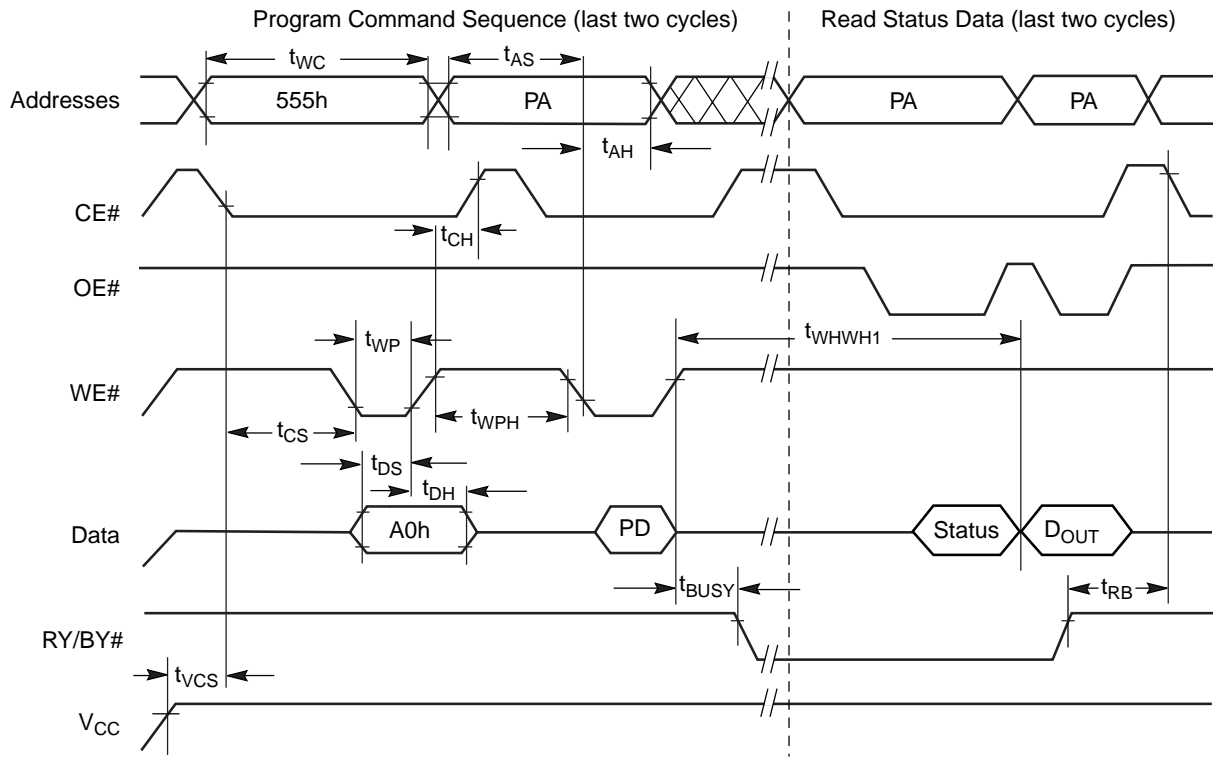 Program Command Sequence (last two cycles)
Read Status Data (last two cycles)
tWC
tAS
Addresses
555h
PA
PA
PA
tAH
CE#
tCH
OE#
tWP
tWHWH1
WE#
tCS
tWPH
tDS
tDH
Data
A0h
PD
Status
DOUT
tBUSY
tRB
RY/BY#
tVCS
VCC